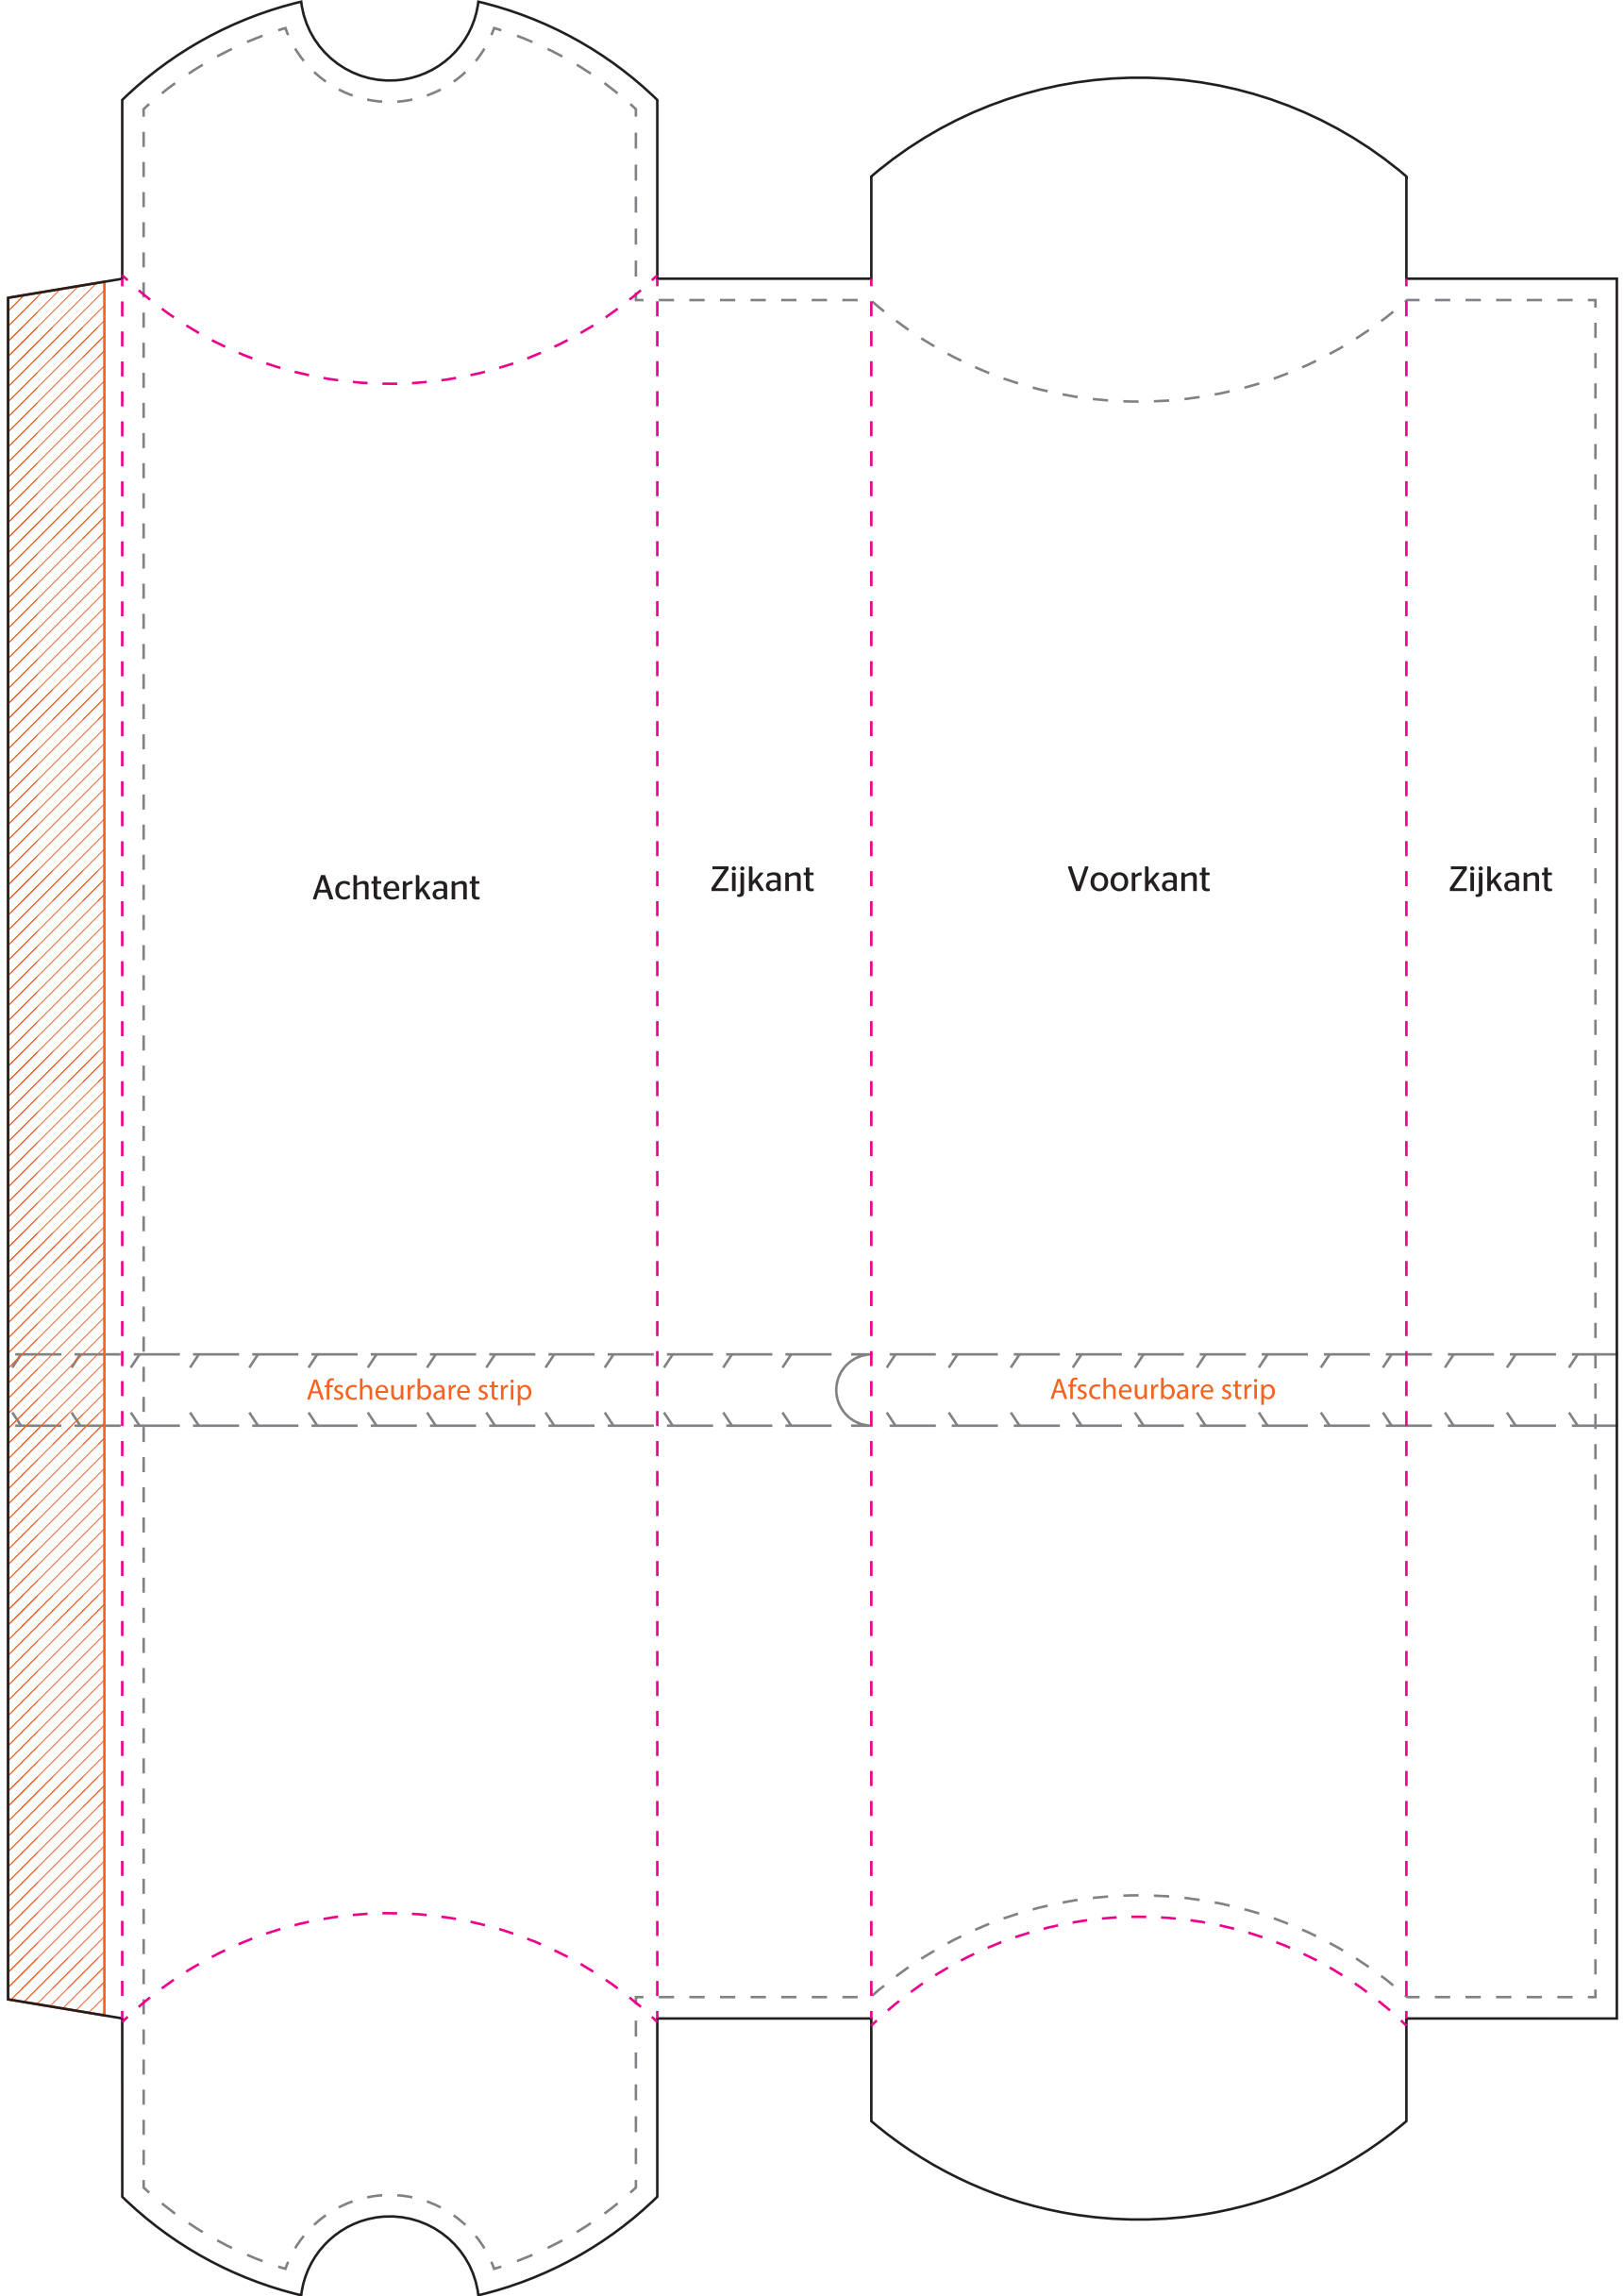 Achterkant
Zijkant
Voorkant
Zijkant
Afscheurbare strip
Afscheurbare strip